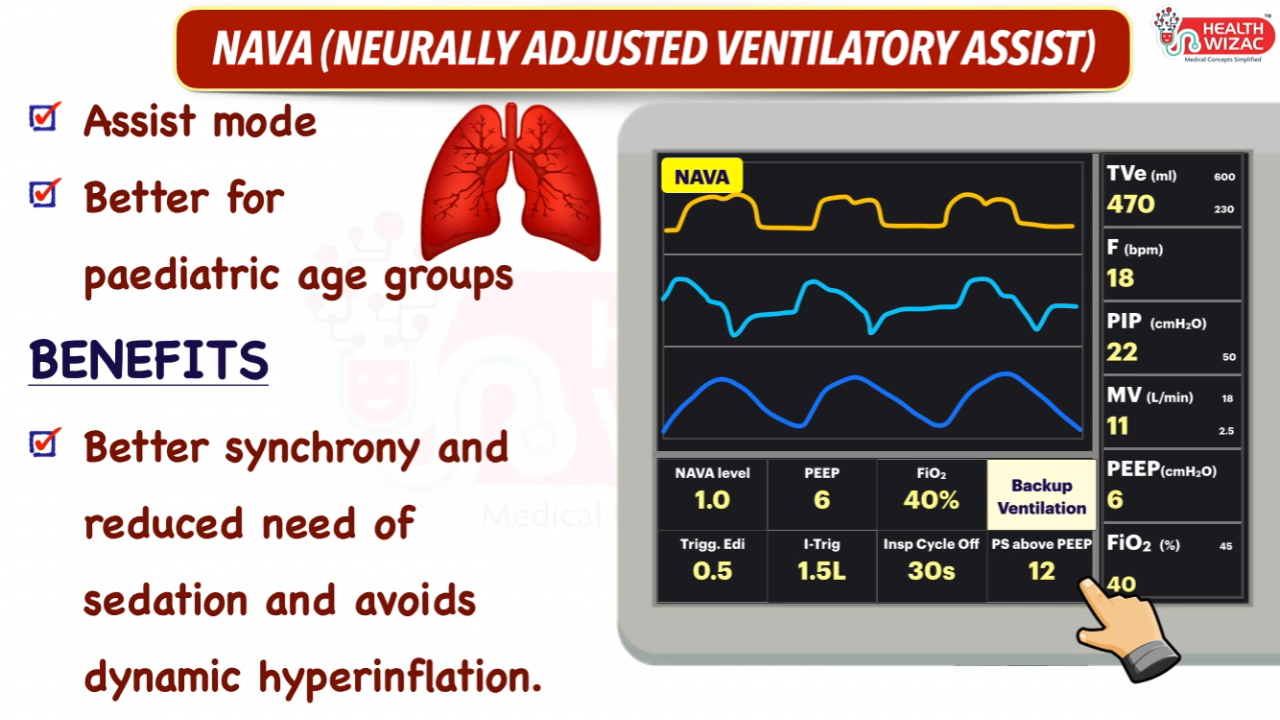 NAVA (NEURALLY ADJUSTED VENTILATORY ASSIST)
HEALTH
WIZAC
TM
Medical Concepts Simplified
Assist mode
Better for
paediatric age groups
BENEFITS
Better synchrony and
reduced need of
sedation and avoids
dynamic hyperinflation.
NAVA
TVe (ml) 600
470 230
F (bpm)
18
PIP (cmH₂O)
22 50
MV (L/min) 18
11 2.5
PEEP(cmH₂O)
6
FiO₂ (%) 45
40
NAVA level PEEP FiO₂ Backup
1.0 6 40% Ventilation
Trigg. Edi I-Trig Insp Cycle Off PS above PEEP
0.5 1.5L 30s 12
Medical